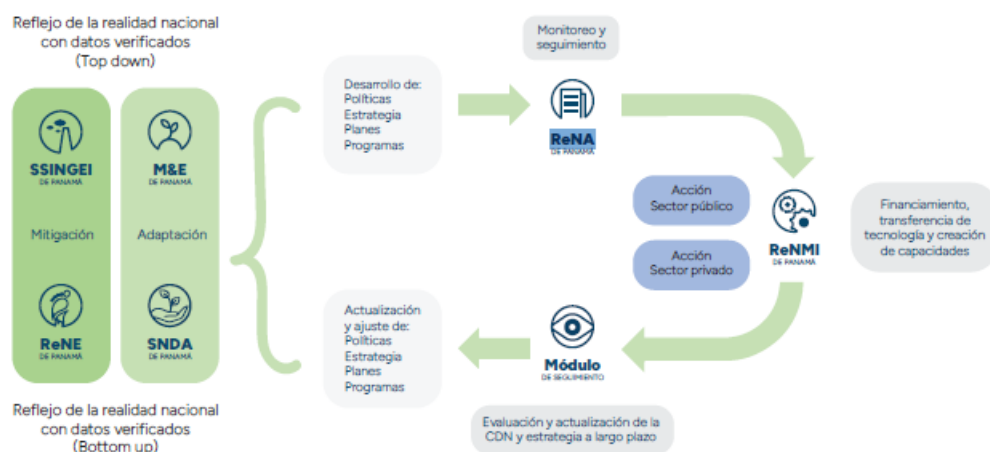 Reflejo de la realidad nacional
con datos verificados
(Top down)
SSINGEI
DE PANAMÁ
Mitigación
ReNE
DE PANAMÁ
M&E
DE PANAMÁ
Adaptación
SNDA
DE PANAMÁ
Reflejo de la realidad nacional
con datos verificados
(Bottom up)
Desarrollo de:
Políticas
Estrategia
Planes
Programas
Monitoreo y
seguimiento
ReNA
DE PANAMÁ
Acción
Sector público
Acción
Sector privado
ReNMI
DE PANAMÁ
Financiamiento,
transferencia de
tecnología y creación
de capacidades
Módulo
DE SEGUIMIENTO
Evaluación y actualización de la
CDN y estrategia a largo plazo
Actualización
y ajuste de:
Políticas
Estrategia
Planes
Programas